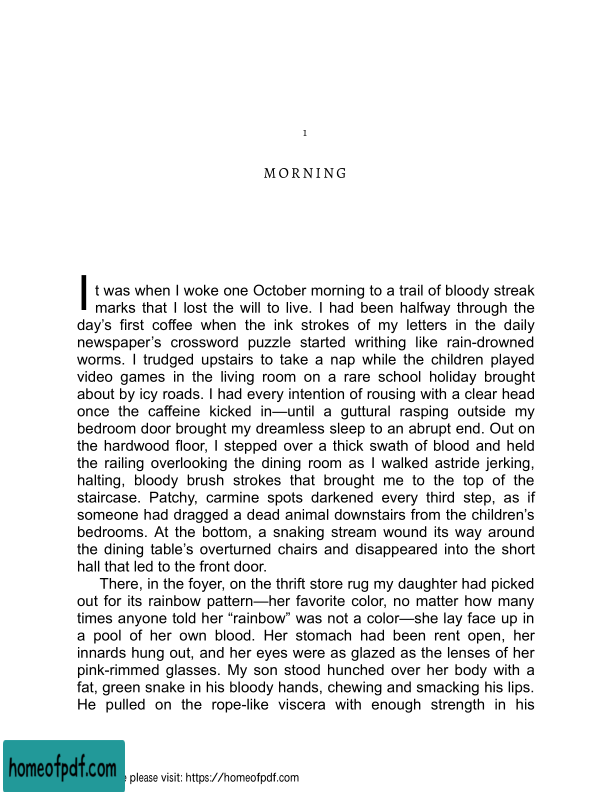 1
MORNING
It was when I woke one October morning to a trail of bloody streak
marks that I lost the will to live. I had been halfway through the
day’s first coffee when the ink strokes of my letters in the daily
newspaper’s crossword puzzle started writhing like rain-drowned
worms. I trudged upstairs to take a nap while the children played
video games in the living room on a rare school holiday brought
about by icy roads. I had every intention of rousing with a clear head
once the caffeine kicked in—until a guttural rasping outside my
bedroom door brought my dreamless sleep to an abrupt end. Out on
the hardwood floor, I stepped over a thick swath of blood and held
the railing overlooking the dining room as I walked astride jerking,
halting, bloody brush strokes that brought me to the top of the
staircase. Patchy, carmine spots darkened every third step, as if
someone had dragged a dead animal downstairs from the children’s
bedrooms. At the bottom, a snaking stream wound its way around
the dining table’s overturned chairs and disappeared into the short
hall that led to the front door.
There, in the foyer, on the thrift store rug my daughter had picked
out for its rainbow pattern—her favorite color, no matter how many
times anyone told her “rainbow” was not a color—she lay face up in
a pool of her own blood. Her stomach had been rent open, her
innards hung out, and her eyes were as glazed as the lenses of her
pink-rimmed glasses. My son stood hunched over her body with a
fat, green snake in his bloody hands, chewing and smacking his lips.
He pulled on the rope-like viscera with enough strength in his
homeofpdf.com
please visit: https://homeofpdf.com